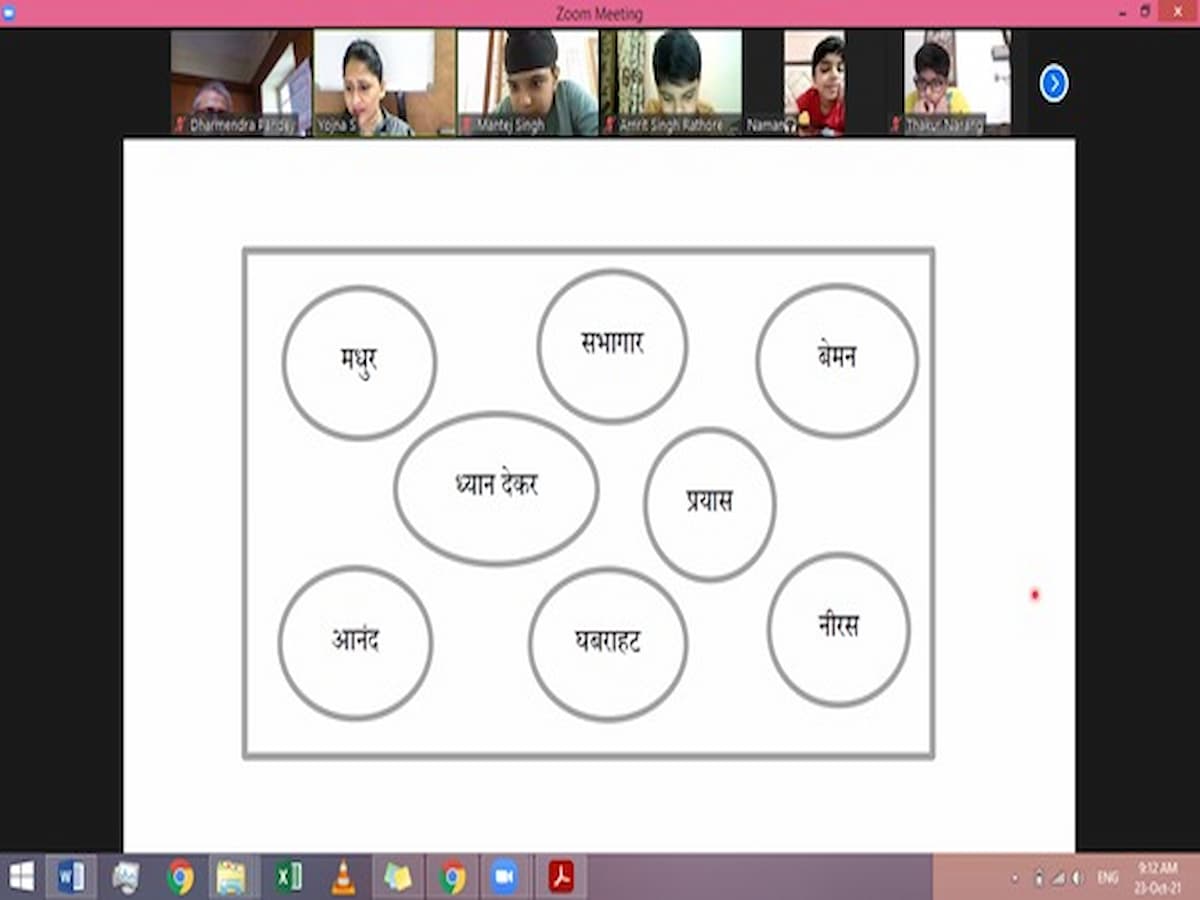 Zoom Meeting
Dharmendra Pandey
Yojna S
Mantej Singh
Amrit Singh Rathore
Naman
Thakur Narang
मधुर
सभागार
बेमन
ध्यान देकर
प्रयास
आनंद
घबराहट
नीरस
ENG
9:12 AM
23-Oct-21